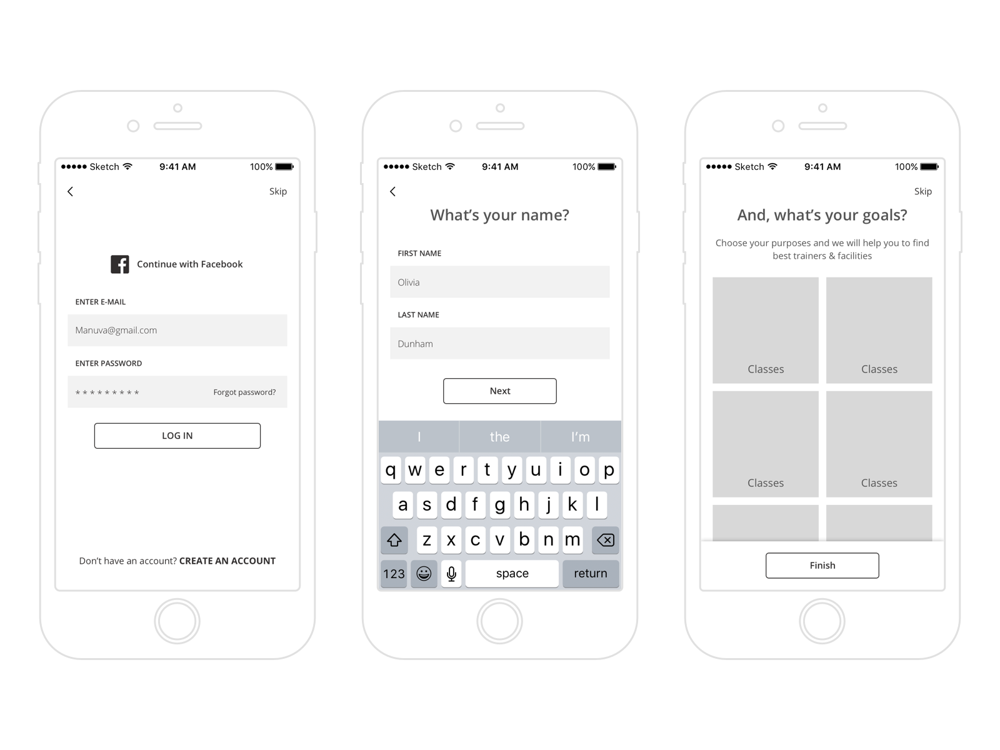 Sketch 9:41 AM 100%
Skip
Continue with Facebook
ENTER E-MAIL
Manuva@gmail.com
ENTER PASSWORD
* * * * * * * * * Forgot password?
LOG IN
Don't have an account? CREATE AN ACCOUNT
Sketch 9:41 AM 100%
What's your name?
FIRST NAME
Olivia
LAST NAME
Dunham
Next
I the I'm
q w e r t y u i o p
a s d f g h j k l
z x c v b n m
123 space return
Sketch 9:41 AM 100%
Skip
And, what's your goals?
Choose your purposes and we will help you to find
best trainers & facilities
Classes Classes
Classes Classes
Finish